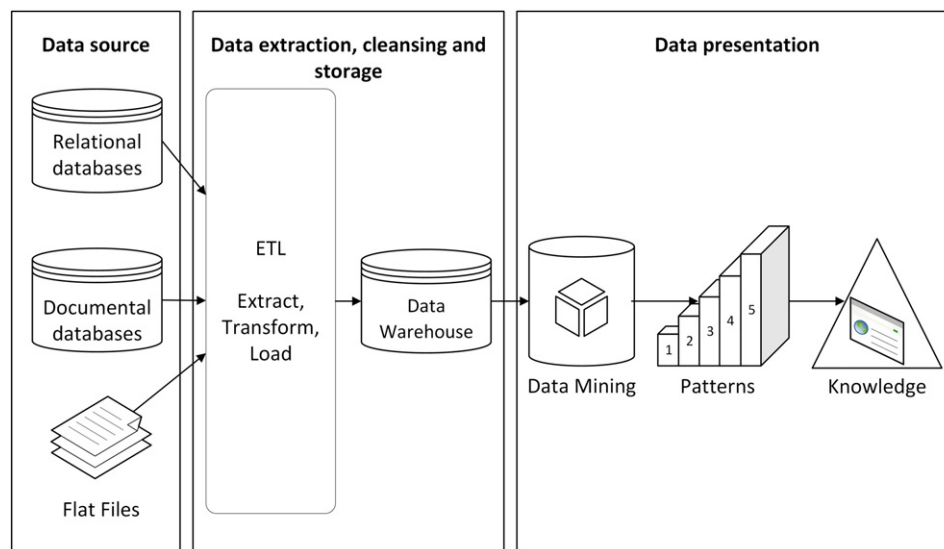 Data source
Relational
databases
Documental
databases
Flat Files
Data extraction, cleansing and
storage
ETL
Extract,
Transform,
Load
Data
Warehouse
Data presentation
Data Mining
1
2
3
4
5
Patterns
Knowledge